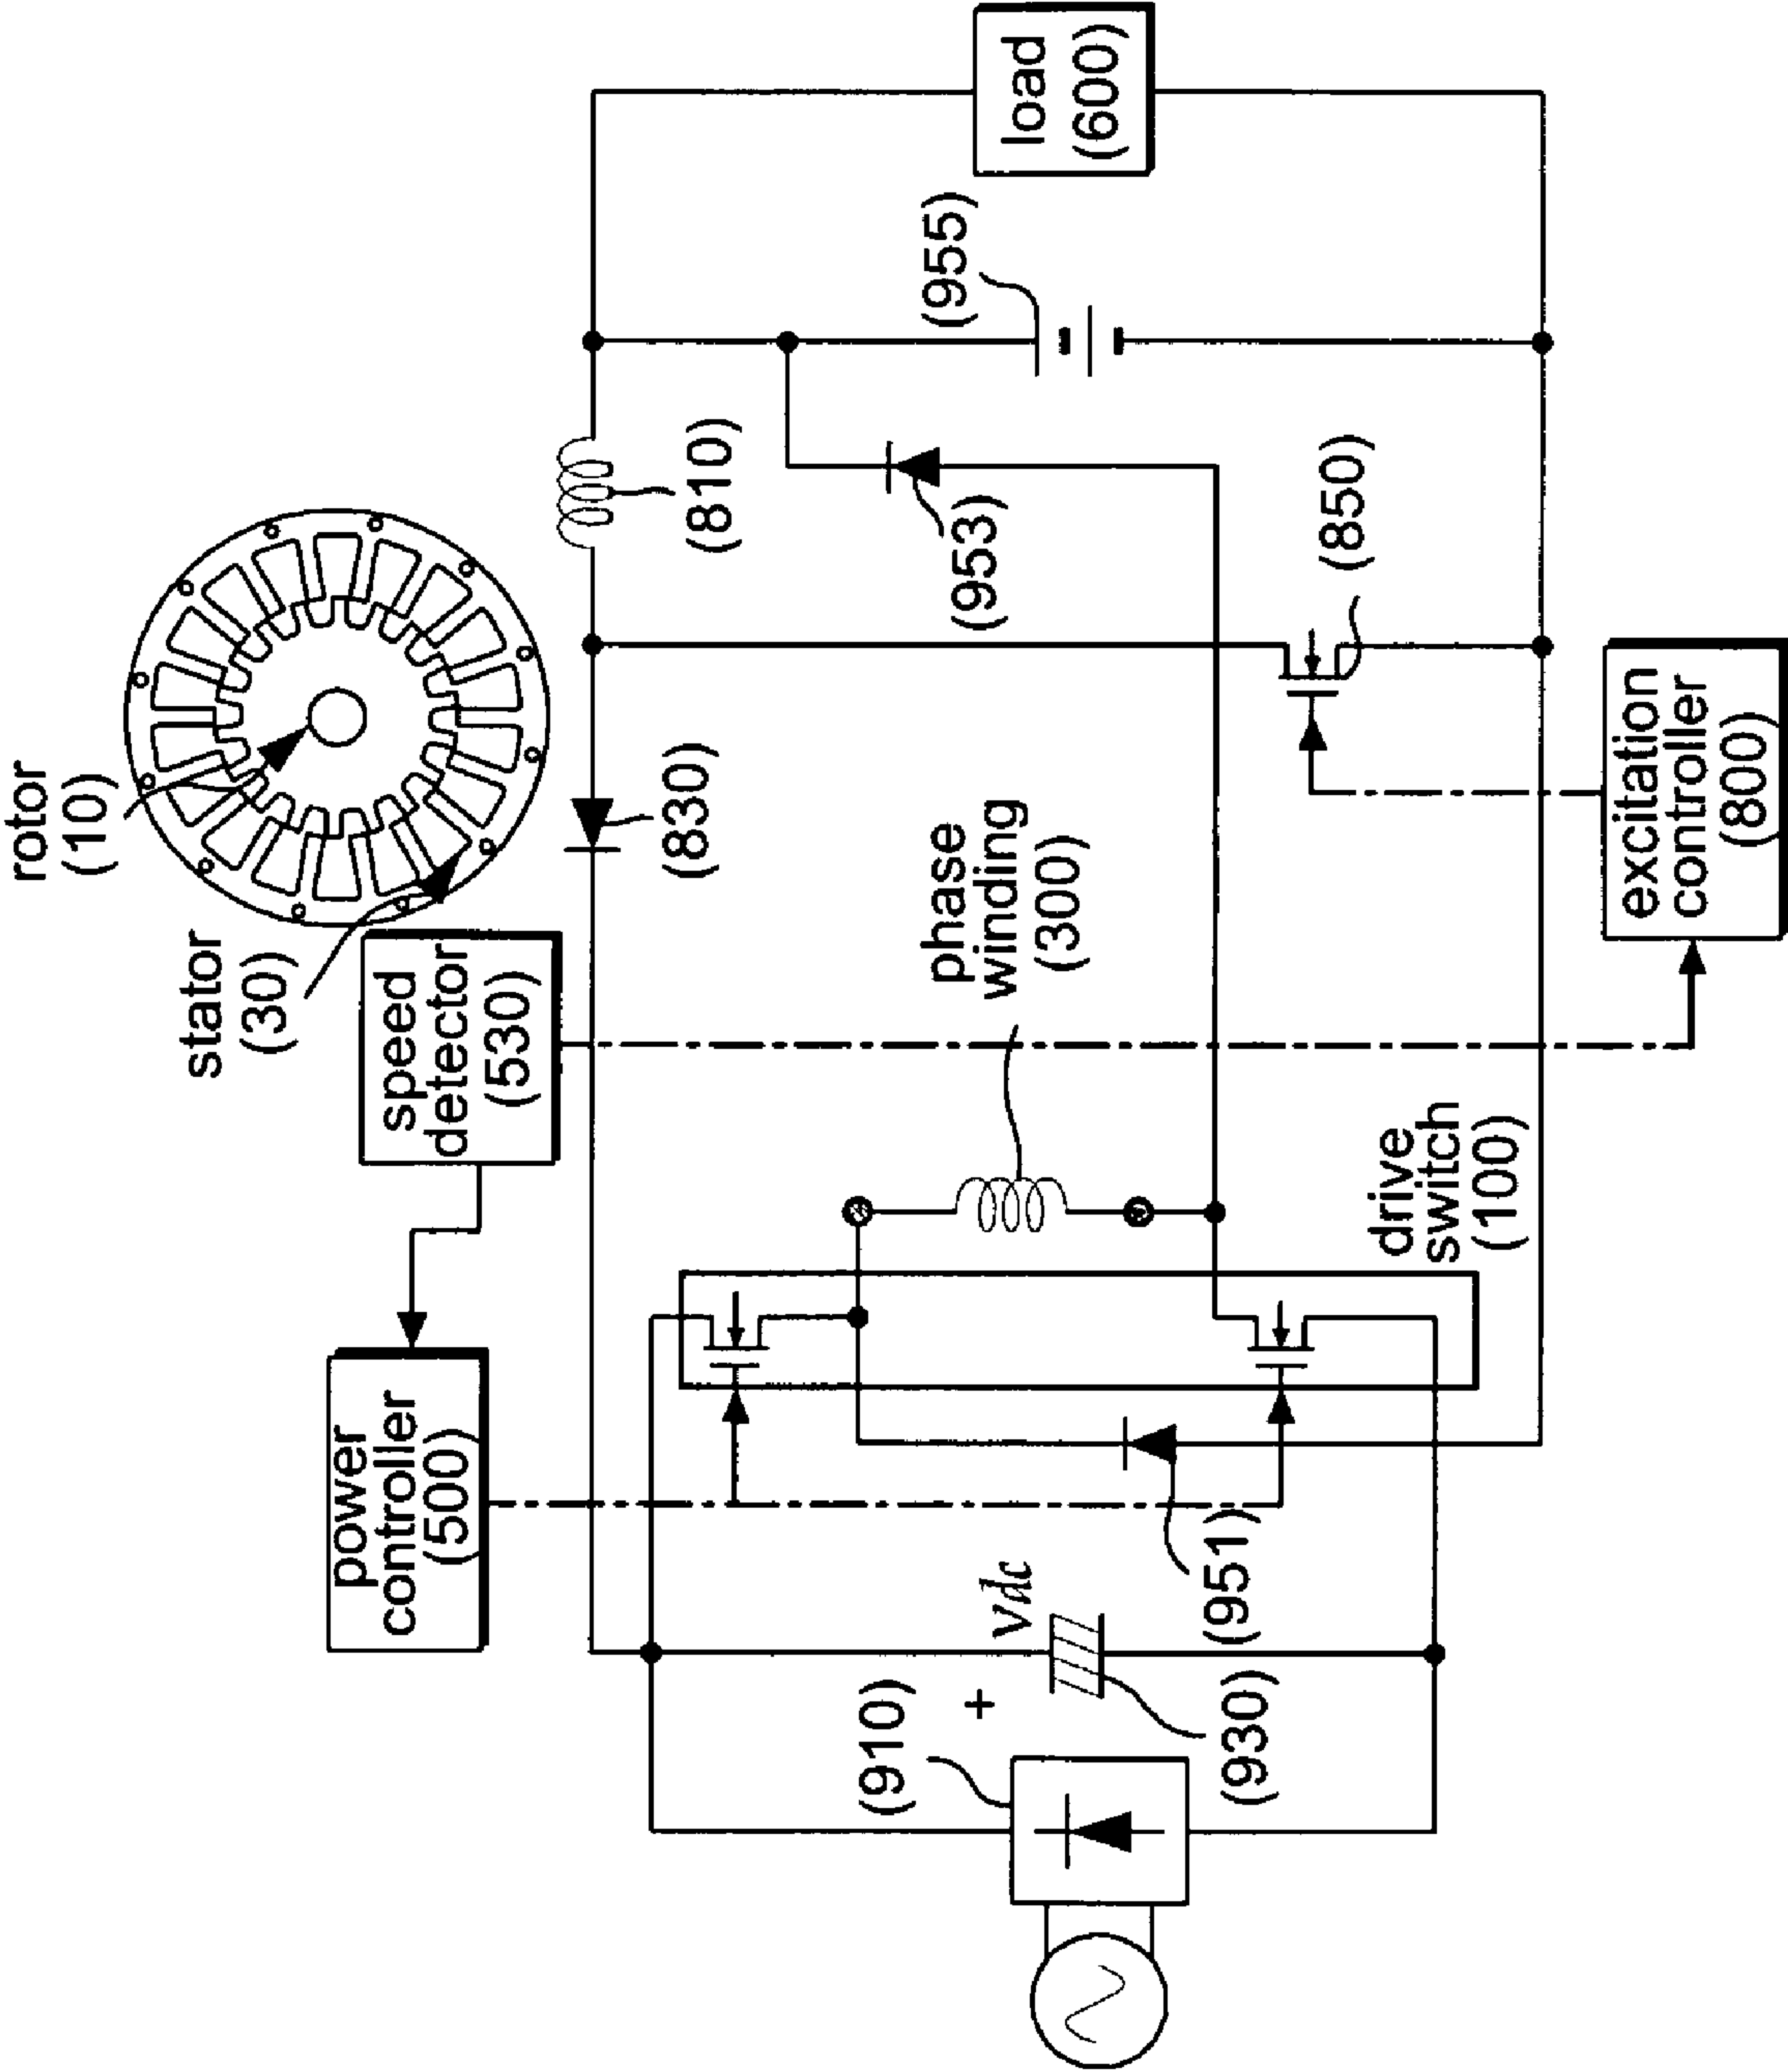 rotor
(10)
stator
(30)
speed
detector
(530)
power
controller
(500)
(810)
(830)
load
(600)
(955)
(953)
(850)
phase
winding
(300)
excitation
controller
(800)
drive
switch
(100)
Vdc
+
(951)
(910)
(930)